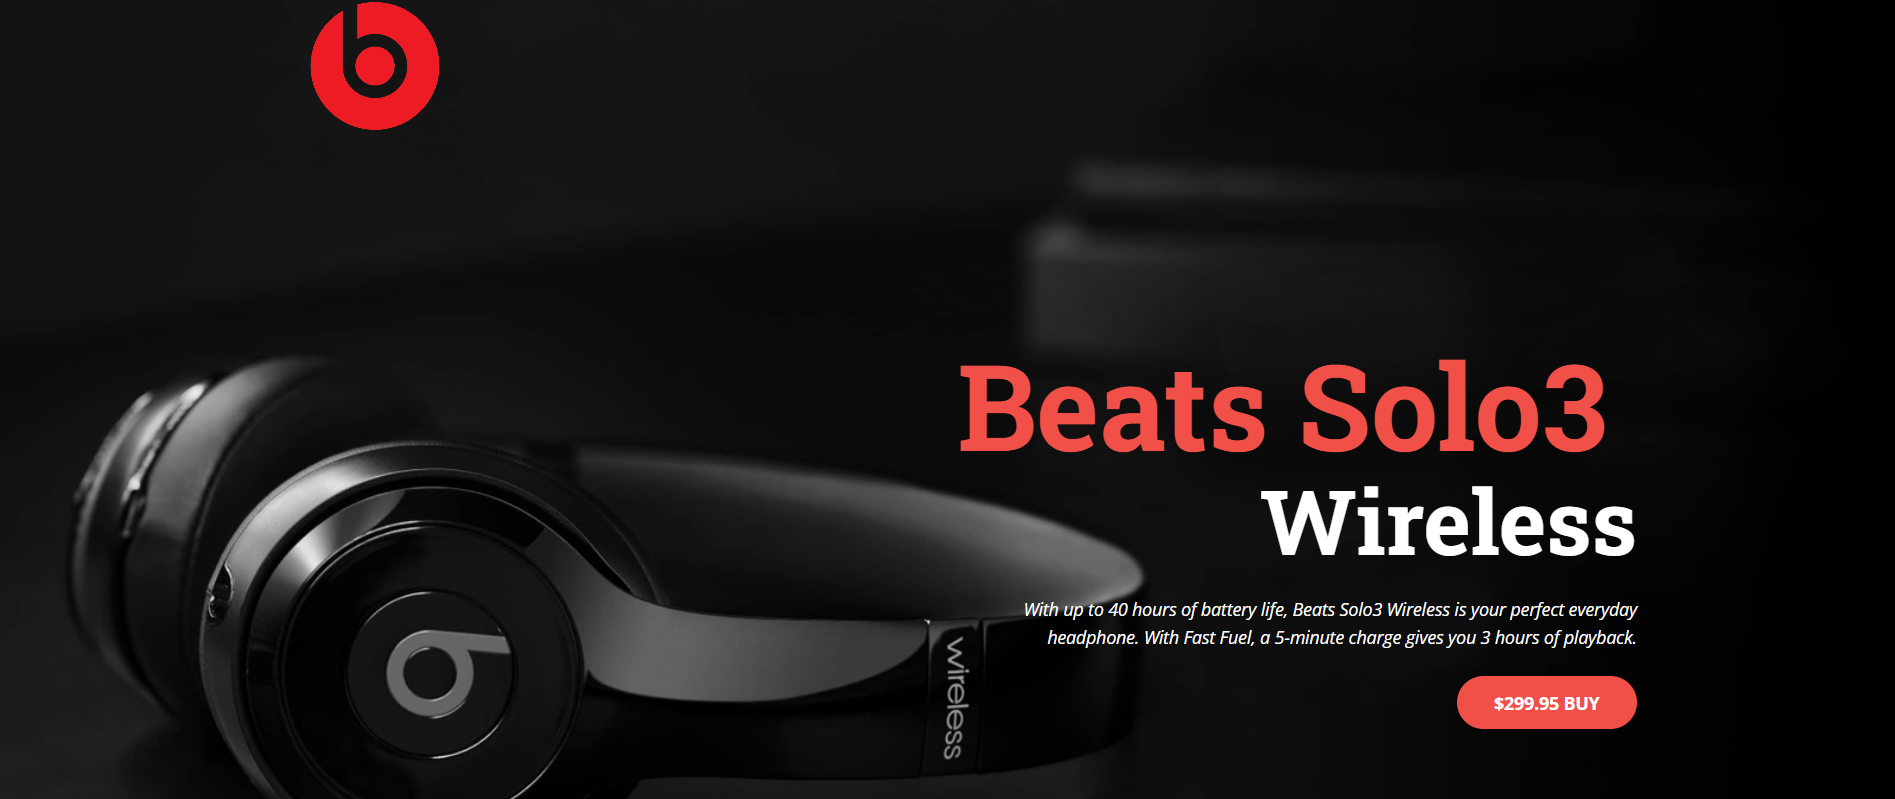 Beats Solo3
Wireless
With up to 40 hours of battery life, Beats Solo3 Wireless is your perfect everyday
headphone. With Fast Fuel, a 5-minute charge gives you 3 hours of playback.
wireless
$299.95 BUY